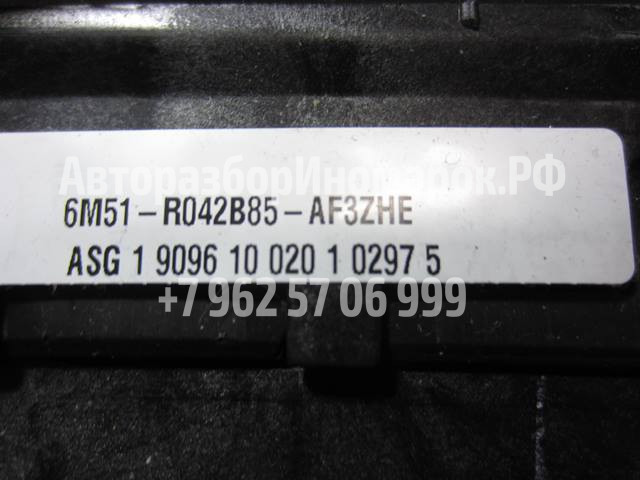 АвторазборИномарок.РФ
6M51-R042B85-AF3ZHE
ASG 1 9096 10 020 1 0297 5
+7 962 57 06 999